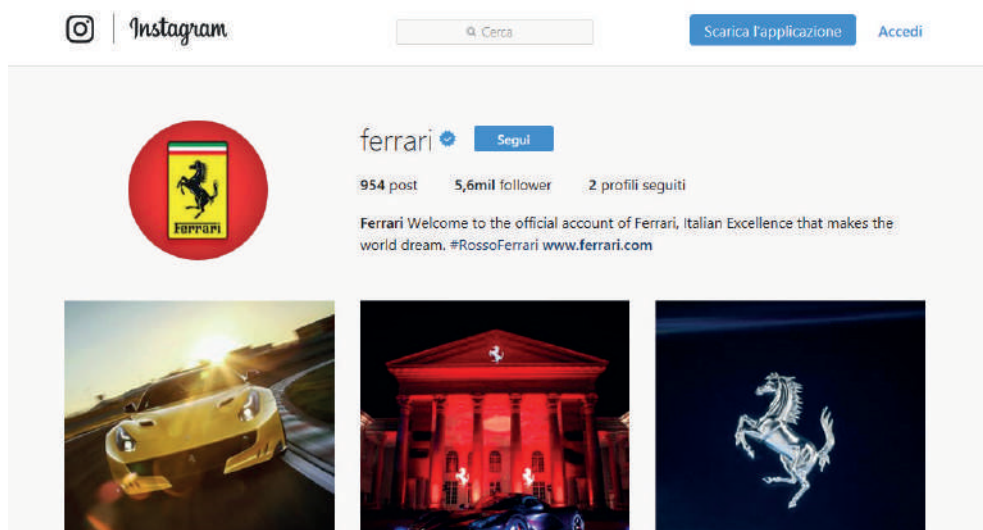 Instagram
Cerca
Scarica l'applicazione
Accedi
Ferrari
ferrari
Segui
954 post 5,6mil follower 2 profili seguiti
Ferrari Welcome to the official account of Ferrari, Italian Excellence that makes the
world dream. #RossoFerrari www.ferrari.com